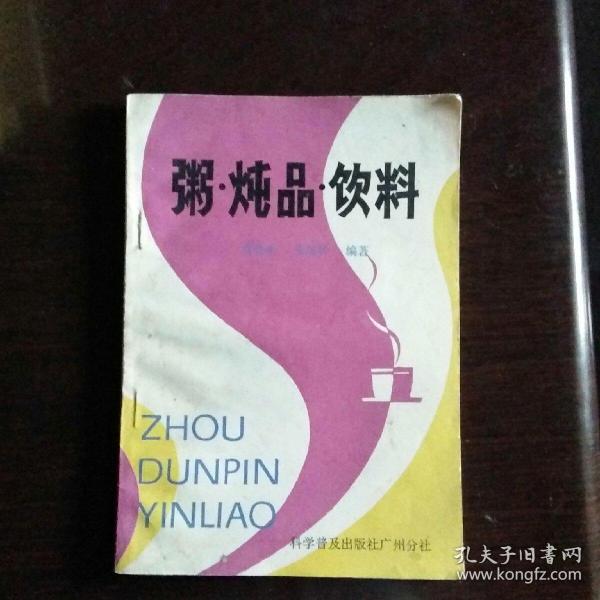 粥·炖品·饮料
编著
ZHOU
DUNPIN
YINLIAO
科学普及出版社广州分社
孔夫子旧书网
www.kongfz.com